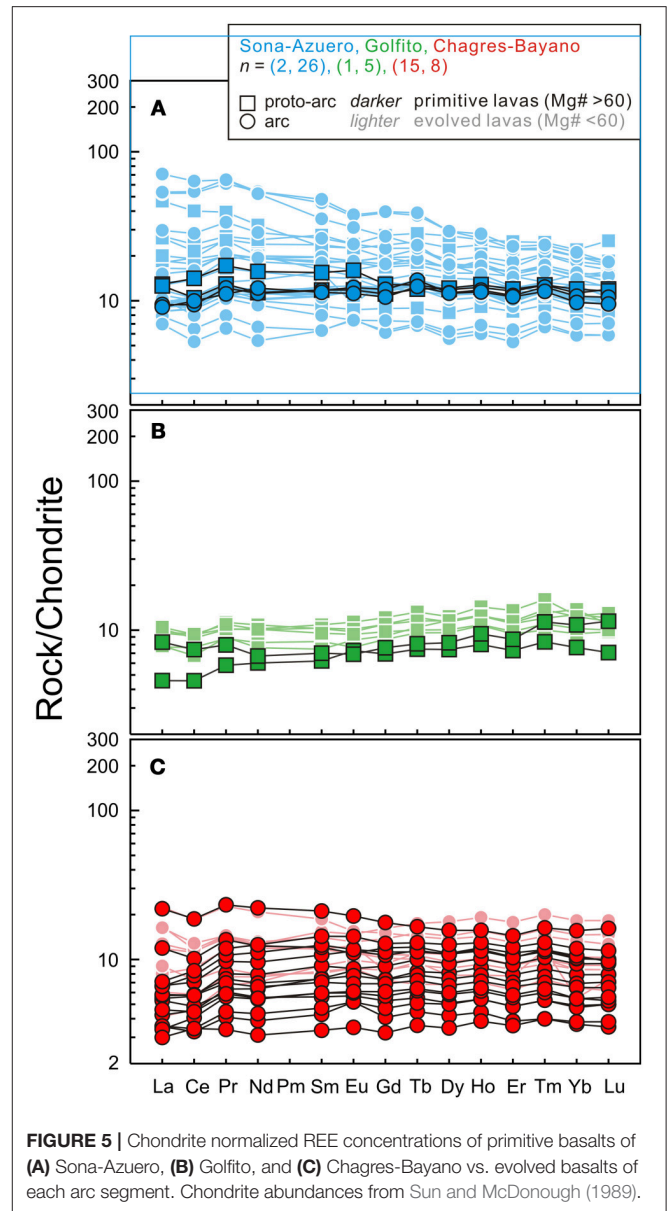 Sona-Azuero, Golfito, Chagres-Bayano
n = (2, 26), (1, 5), (15, 8)
proto-arc darker primitive lavas (Mg# >60)
arc lighter evolved lavas (Mg# <60)
A
300
200
100
10
B
300
200
100
10
Rock/Chondrite
C
300
200
100
10
2
La Ce Pr Nd Pm Sm Eu Gd Tb Dy Ho Er Tm Yb Lu
FIGURE 5 | Chondrite normalized REE concentrations of primitive basalts of
(A) Sona-Azuero, (B) Golfito, and (C) Chagres-Bayano vs. evolved basalts of
each arc segment. Chondrite abundances from Sun and McDonough (1989).